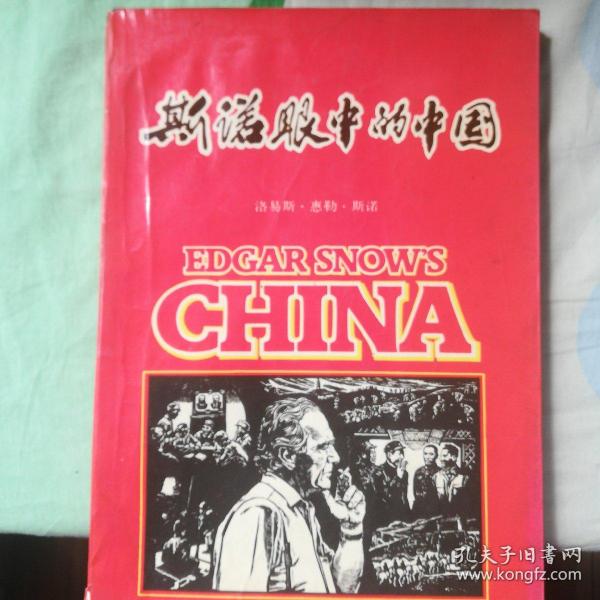 斯诺眼中的中国
洛易斯·惠勒·斯诺
EDGAR SNOW'S
CHINA
孔夫子旧书网
www.kongfz.com